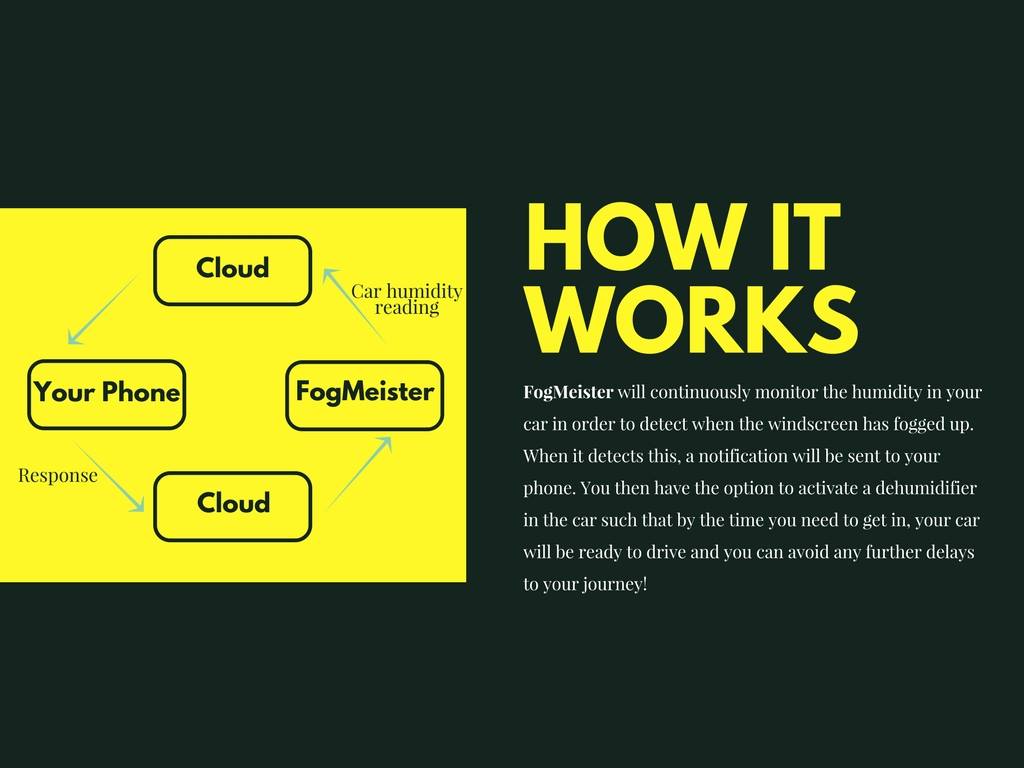 Cloud
Car humidity
reading
Your Phone
FogMeister
Response
Cloud
HOW IT
WORKS
FogMeister will continuously monitor the humidity in your
car in order to detect when the windscreen has fogged up.
When it detects this, a notification will be sent to your
phone. You then have the option to activate a dehumidifier
in the car such that by the time you need to get in, your car
will be ready to drive and you can avoid any further delays
to your journey!